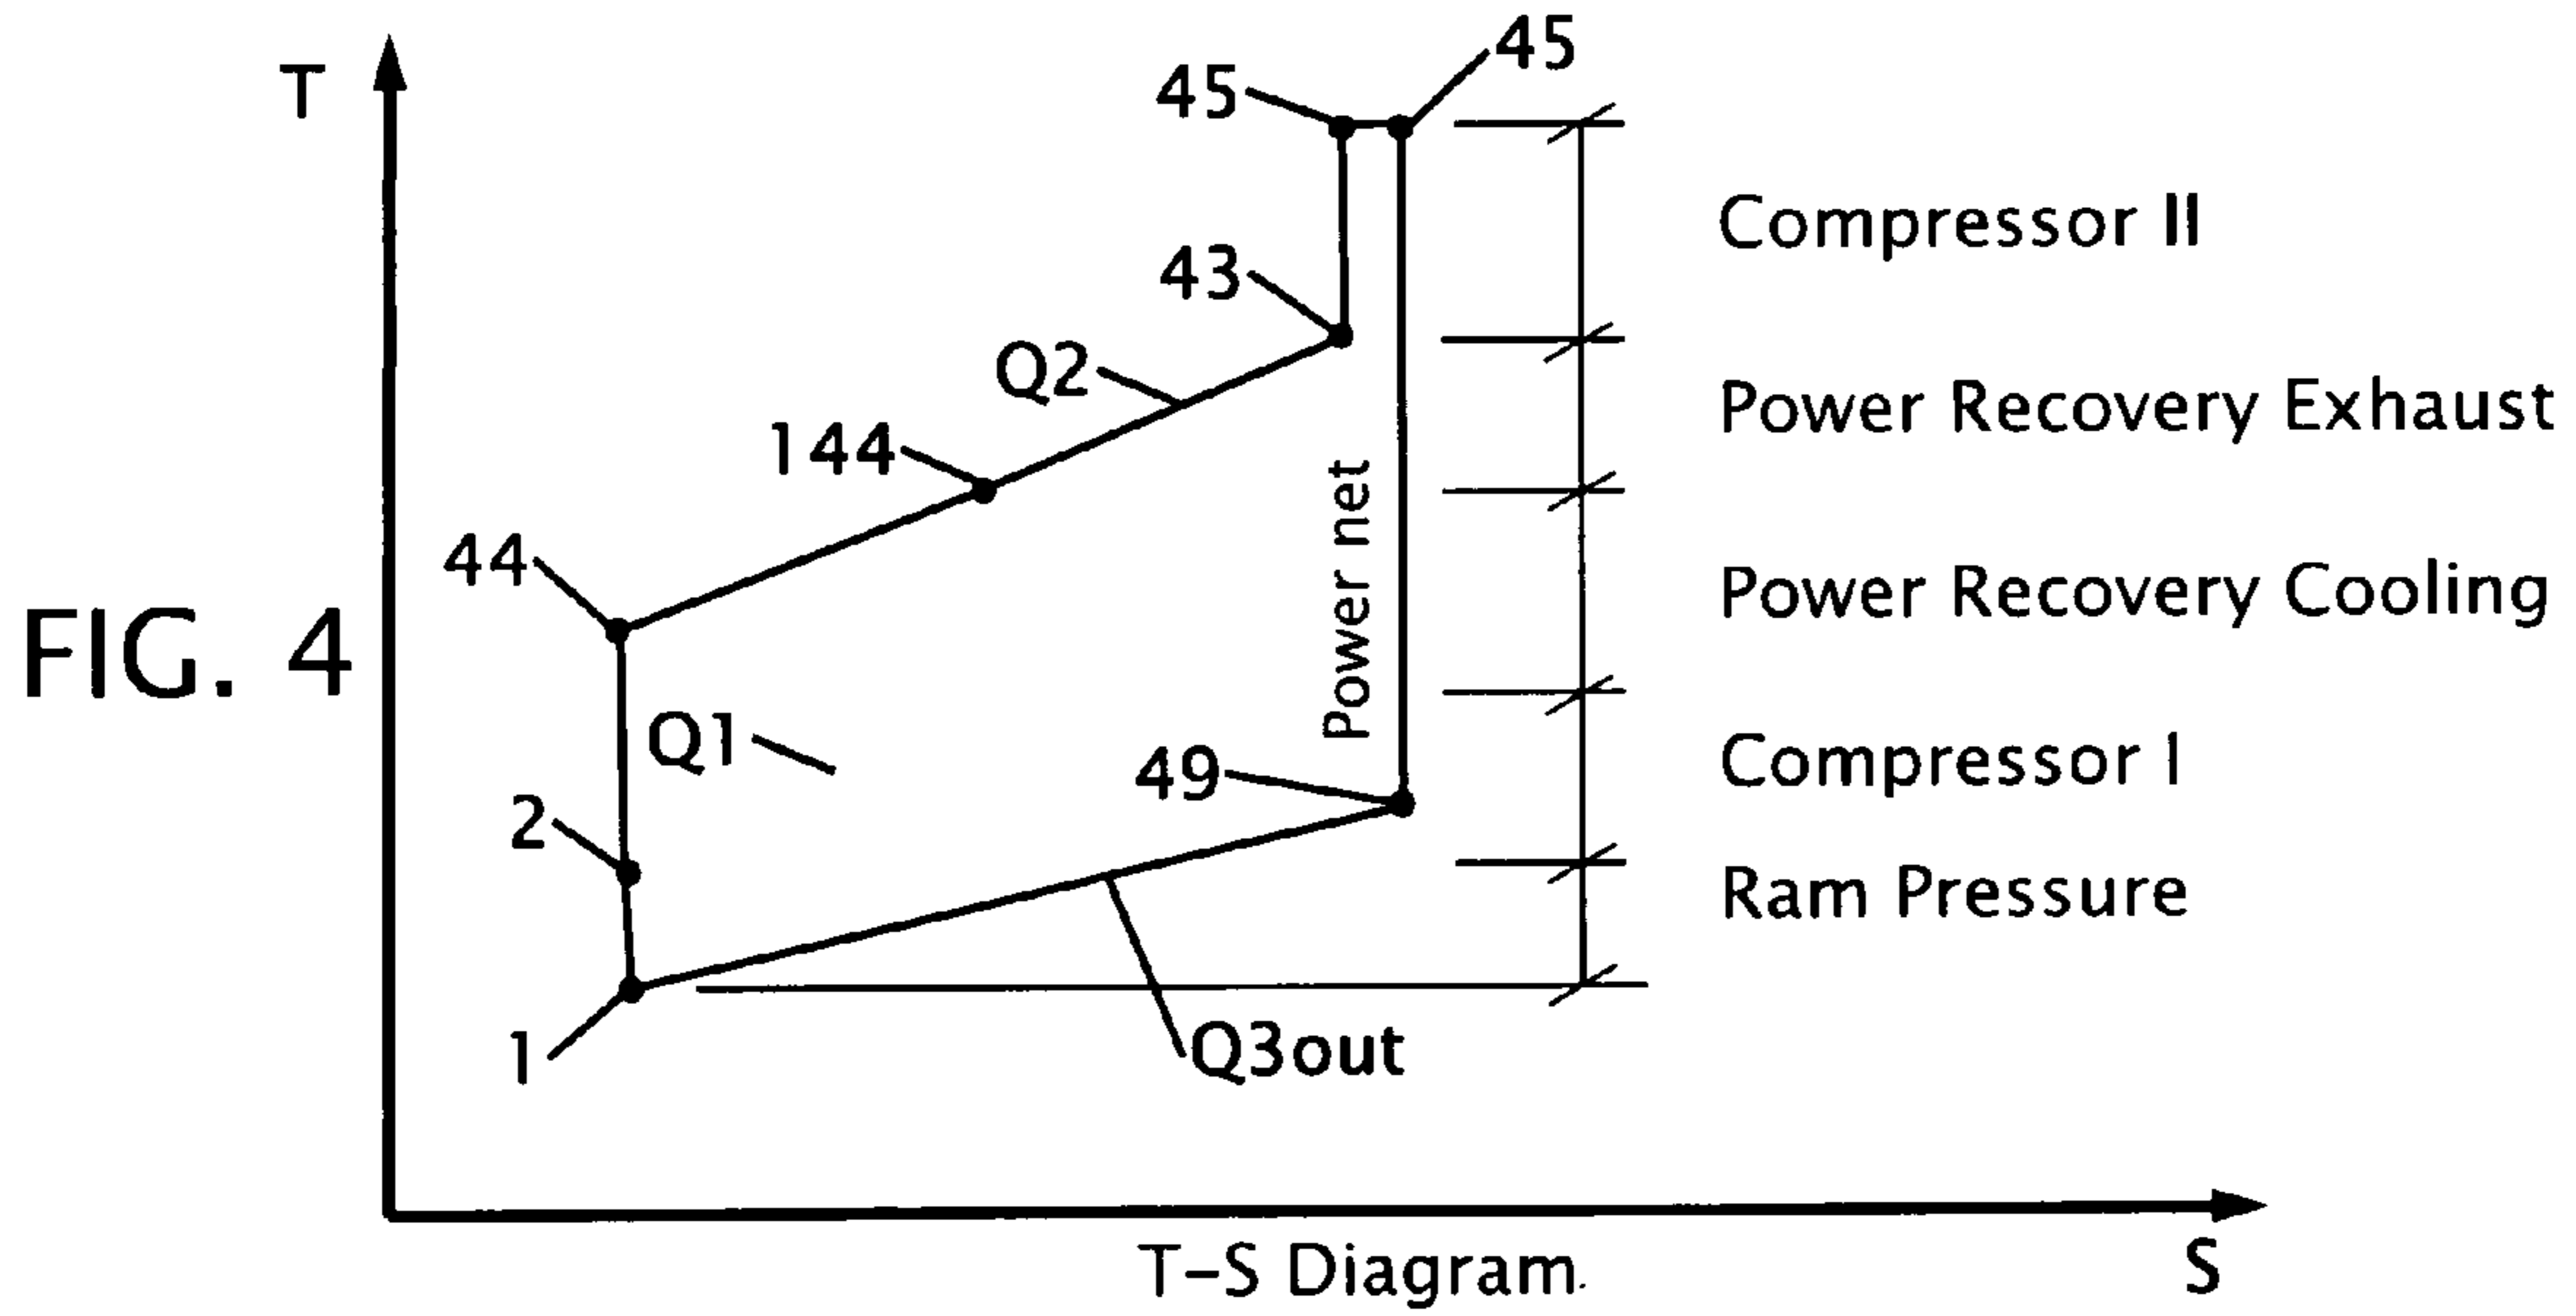 T
45
45
Compressor II
43
Q2
Power Recovery Exhaust
144
44
Power net
Power Recovery Cooling
FIG. 4
Q1
49
Compressor I
2
Ram Pressure
1
Q3out
T-S Diagram
S